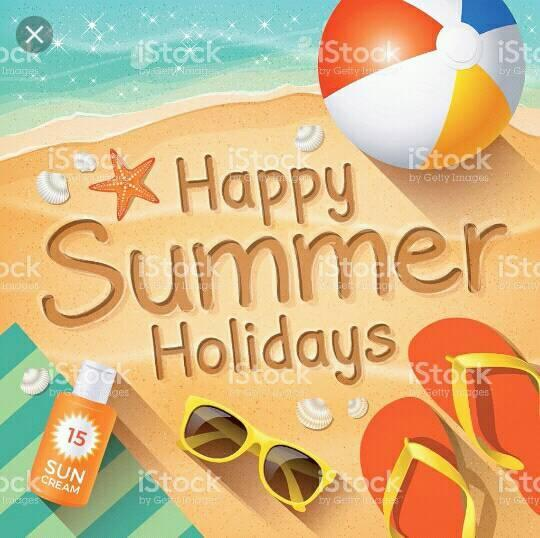 Happy
Summer
Holidays
15
SUN
CREAM
iStock
by Getty Images